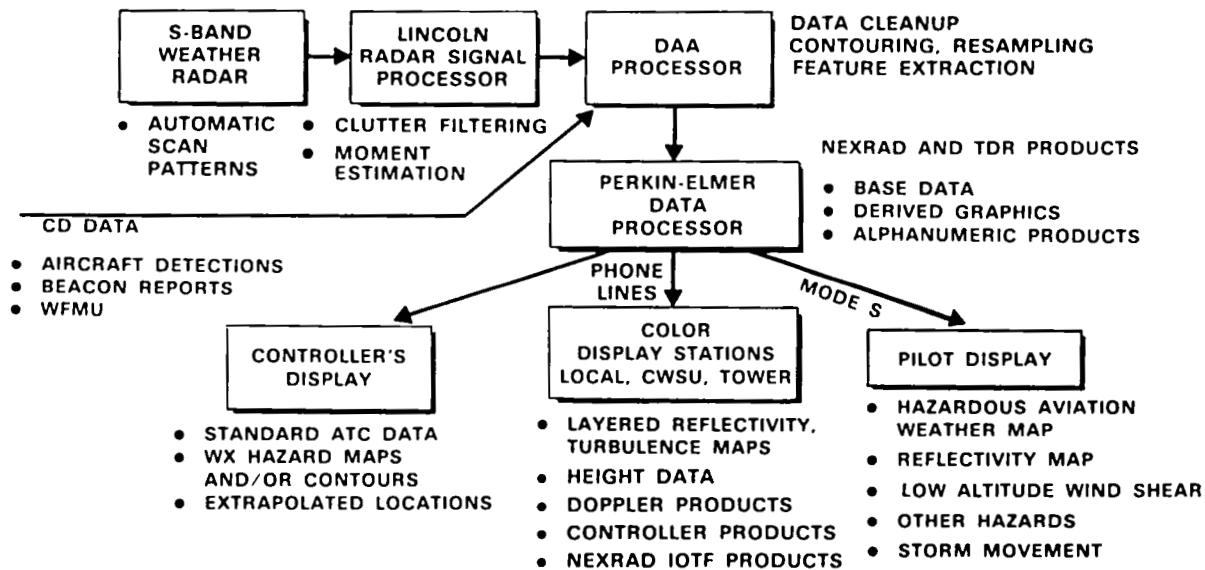 S-BAND
WEATHER
RADAR
LINCOLN
RADAR SIGNAL
PROCESSOR
DAA
PROCESSOR
DATA CLEANUP
CONTOURING, RESAMPLING
FEATURE EXTRACTION
● AUTOMATIC
SCAN
PATTERNS
● CLUTTER FILTERING
● MOMENT
ESTIMATION
CD DATA
● AIRCRAFT DETECTIONS
● BEACON REPORTS
● WFMU
PERKIN-ELMER
DATA
PROCESSOR
NEXRAD AND TDR PRODUCTS
● BASE DATA
● DERIVED GRAPHICS
● ALPHANUMERIC PRODUCTS
PHONE
LINES
MODE S
CONTROLLER'S
DISPLAY
● STANDARD ATC DATA
● WX HAZARD MAPS
AND/OR CONTOURS
● EXTRAPOLATED LOCATIONS
COLOR
DISPLAY STATIONS
LOCAL, CWSU, TOWER
● LAYERED REFLECTIVITY,
TURBULENCE MAPS
● HEIGHT DATA
● DOPPLER PRODUCTS
● CONTROLLER PRODUCTS
● NEXRAD IOTF PRODUCTS
PILOT DISPLAY
● HAZARDOUS AVIATION
WEATHER MAP
● REFLECTIVITY MAP
● LOW ALTITUDE WIND SHEAR
● OTHER HAZARDS
● STORM MOVEMENT